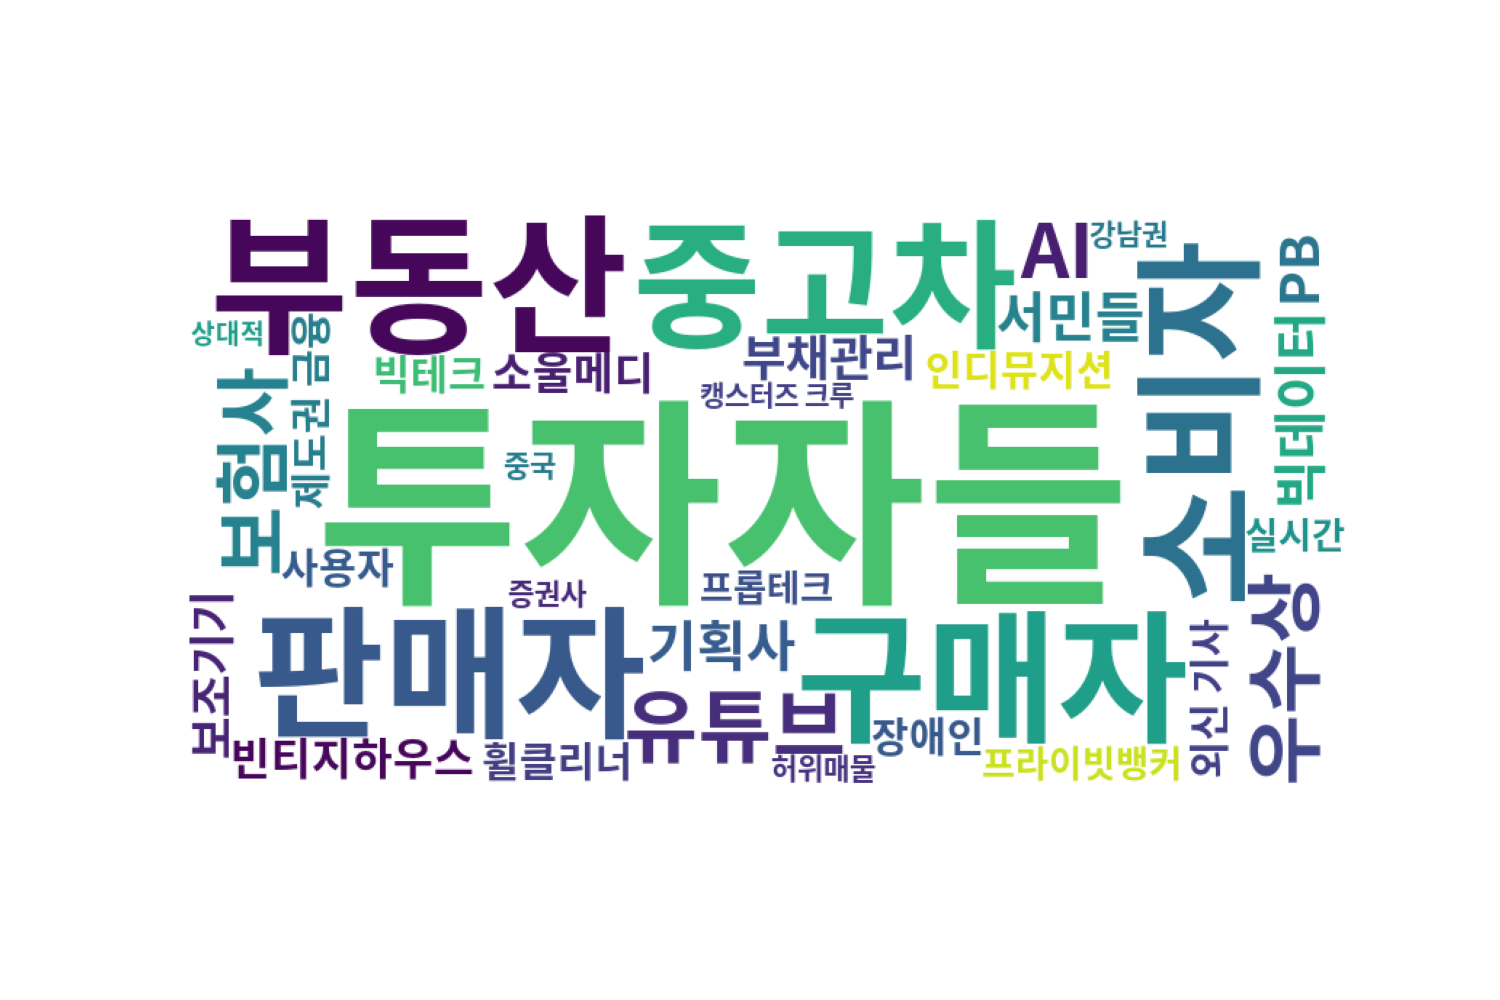 부동산
중고차
AI
강남권
서민들
소비자
빅데이터
PB
상대적
제도권 금융
빅테크
소울메디
부채관리
인디뮤지션
캥스터즈 크루
보험사
투자자들
중국
실시간
사용자
증권사
프롭테크
우수상
보조기기
판매자
기획사
구매자
외신 기사
유튜브
장애인
빈티지하우스
휠클리너
허위매물
프라이빗뱅커